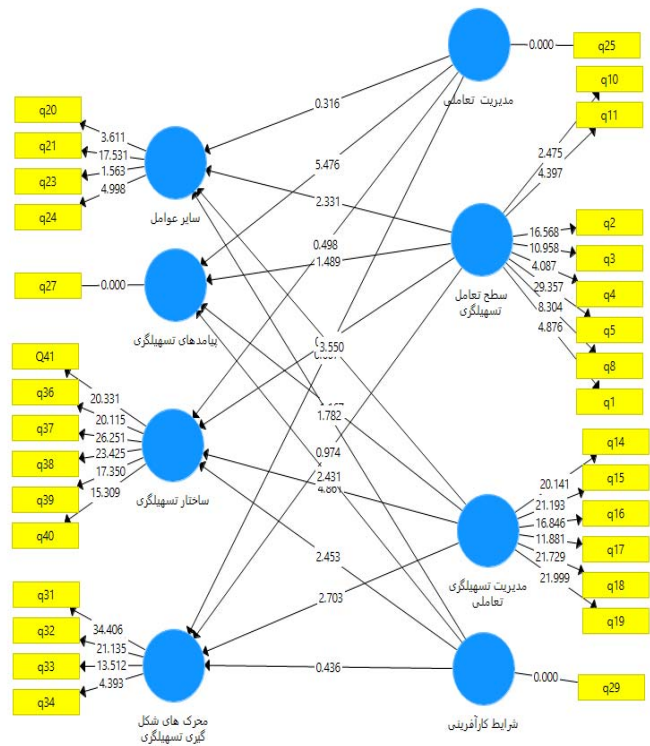 q25
q10
q11
0.000
مدیریت تعاملی
2.475
4.397
q20
q21
q23
q24
3.611
17.531
1.563
4.998
سایر عوامل
0.316
5.476
2.331
0.498
1.489
q2
q3
q4
q5
q8
q1
16.568
10.958
4.087
29.357
8.304
4.876
سطح تعامل
تسهیلگری
q27
0.000
پیامدهای تسهیلگری
3.550
1.782
0.974
2.431
Q41
q36
q37
q38
q39
q40
20.331
20.115
26.251
23.425
17.350
15.309
ساختار تسهیلگری
q14
q15
q16
q17
q18
q19
20.141
21.193
16.846
11.881
21.729
21.999
مدیریت تسهیلگری
تعاملی
2.453
2.703
0.436
q31
q32
q33
q34
34.406
21.135
13.512
4.393
محرک های شکل
گیری تسهیلگری
0.000
q29
شرایط کارآفرینی